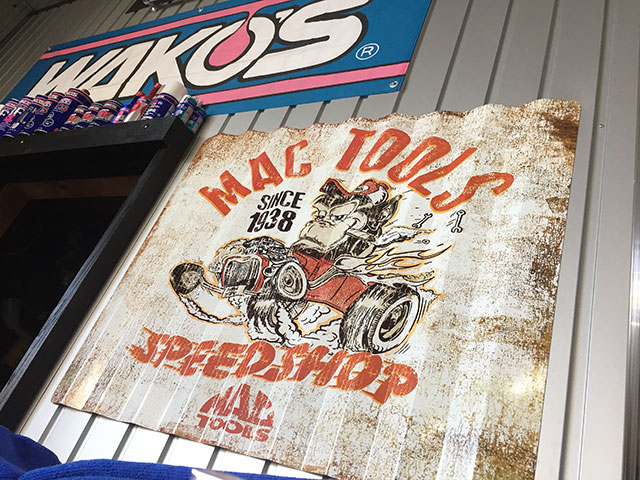 WAKO'S
®
MAC TOOLS
SINCE
1938
SPEEDSHOP
MAC
TOOLS